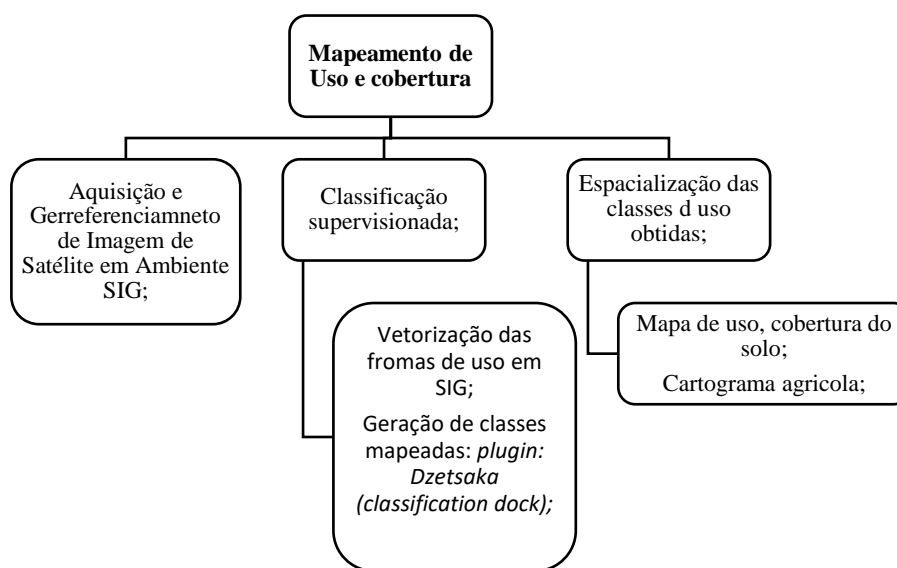 Mapeamento de
Uso e cobertura
Aquisição e
Gerreferenciamneto
de Imagem de
Satélite em Ambiente
SIG;
Classificação
supervisionada;
Espacialização das
classes d uso
obtidas;
Vetorização das
fromas de uso em
SIG;
Geração de classes
mapeadas: plugin:
Dzetsaka
(classification dock);
Mapa de uso, cobertura do
solo;
Cartograma agricola;